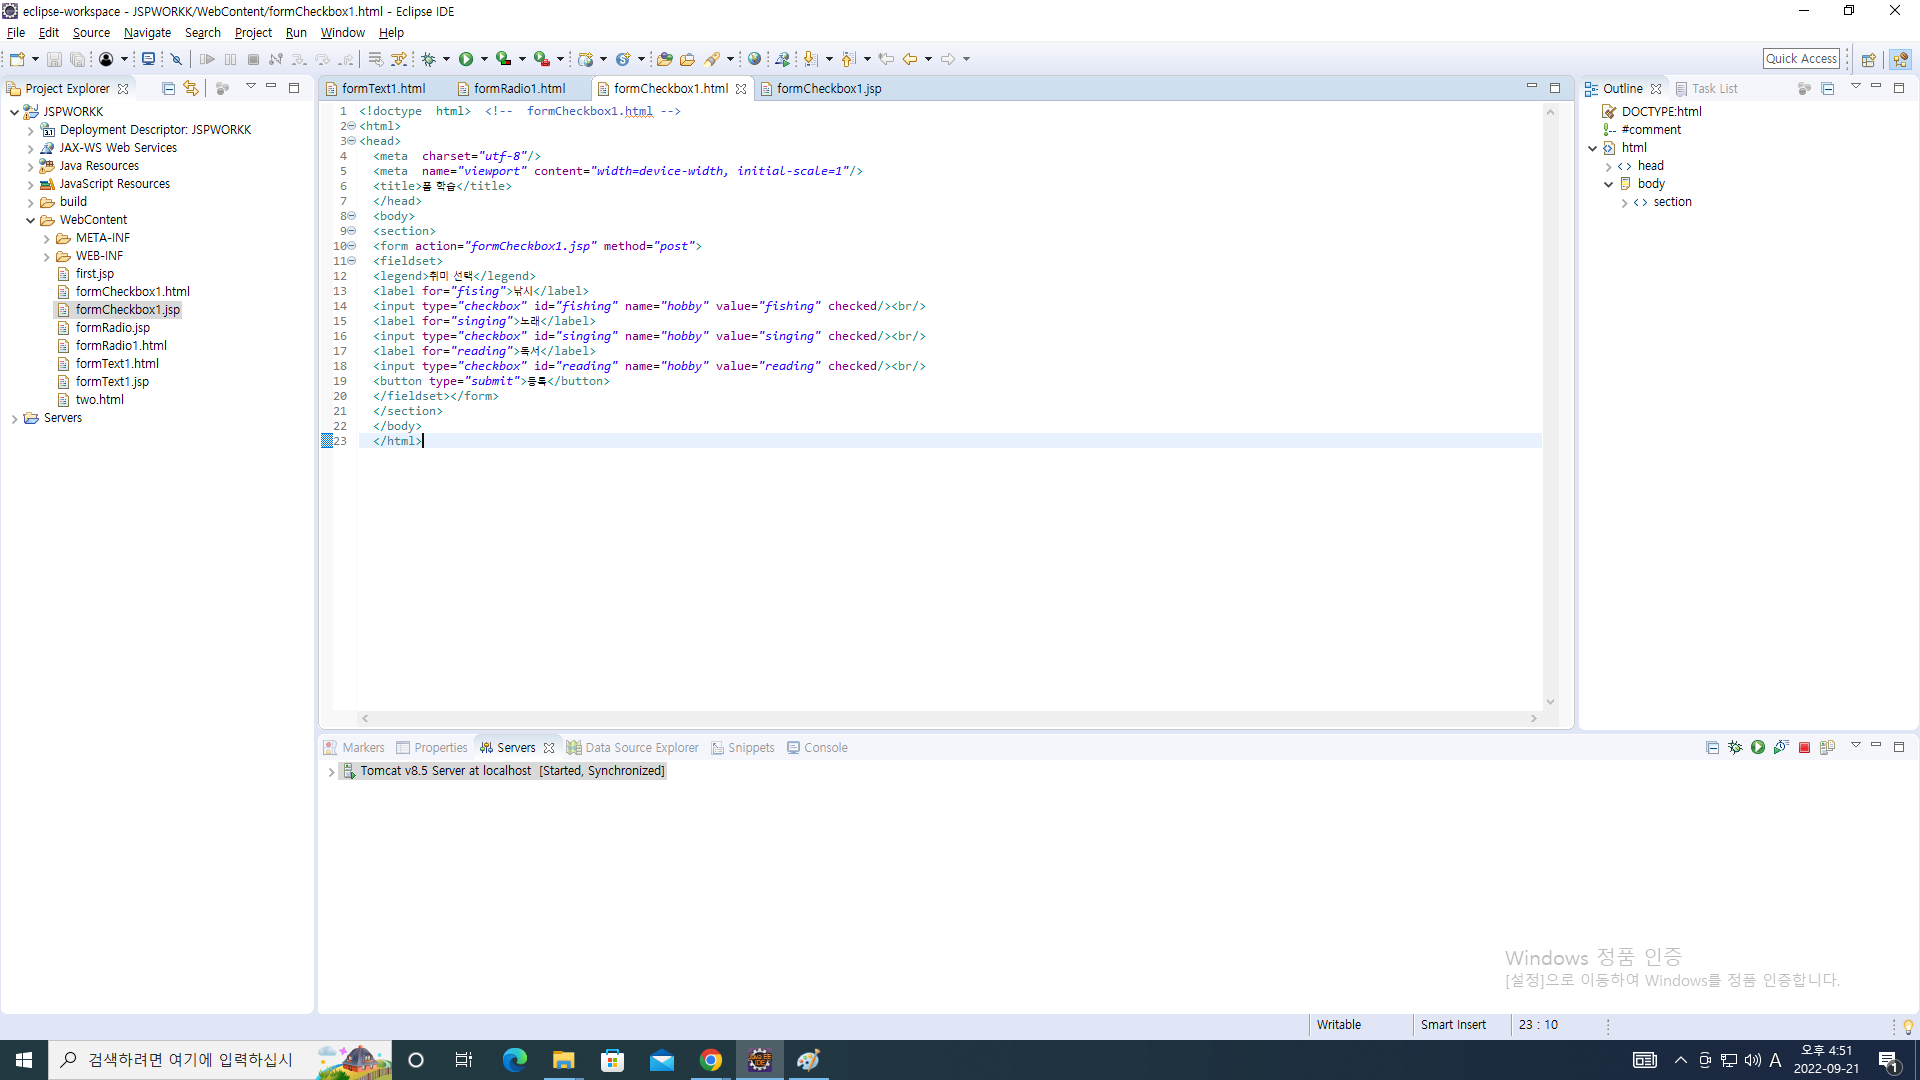 eclipse-workspace - JSPWORKK/WebContent/formCheckbox1.html - Eclipse IDE
File Edit Source Navigate Search Project Run Window Help
Quick Access
Project Explorer
JSPWORKK
Deployment Descriptor: JSPWORKK
JAX-WS Web Services
Java Resources
JavaScript Resources
build
WebContent
META-INF
WEB-INF
first.jsp
formCheckbox1.html
formCheckbox1.jsp
formRadio.jsp
formRadio1.html
formText1.html
formText1.jsp
two.html
Servers
formText1.html formRadio1.html formCheckbox1.html formCheckbox1.jsp
1 <!doctype  html>  <!--  formCheckbox1.html -->
2 <html>
3 <head>
4 <meta  charset="utf-8"/>
5 <meta  name="viewport" content="width=device-width, initial-scale=1"/>
6 <title>폼 학습</title>
7 </head>
8 <body>
9 <section>
10 <form action="formCheckbox1.jsp" method="post">
11 <fieldset>
12 <legend>취미 선택</legend>
13 <label for="fising">낚시</label>
14 <input type="checkbox" id="fishing" name="hobby" value="fishing" checked/><br/>
15 <label for="singing">노래</label>
16 <input type="checkbox" id="singing" name="hobby" value="singing" checked/><br/>
17 <label for="reading">독서</label>
18 <input type="checkbox" id="reading" name="hobby" value="reading" checked/><br/>
19 <button type="submit">등록</button>
20 </fieldset></form>
21 </section>
22 </body>
23 </html>
Outline Task List
DOCTYPE:html
#comment
html
head
body
section
Markers Properties Servers Data Source Explorer Snippets Console
Tomcat v8.5 Server at localhost  [Started, Synchronized]
Windows 정품 인증
[설정]으로 이동하여 Windows를 정품 인증합니다.
Writable Smart Insert 23 : 10
검색하려면 여기에 입력하십시
A
오후 4:51
2022-09-21
1